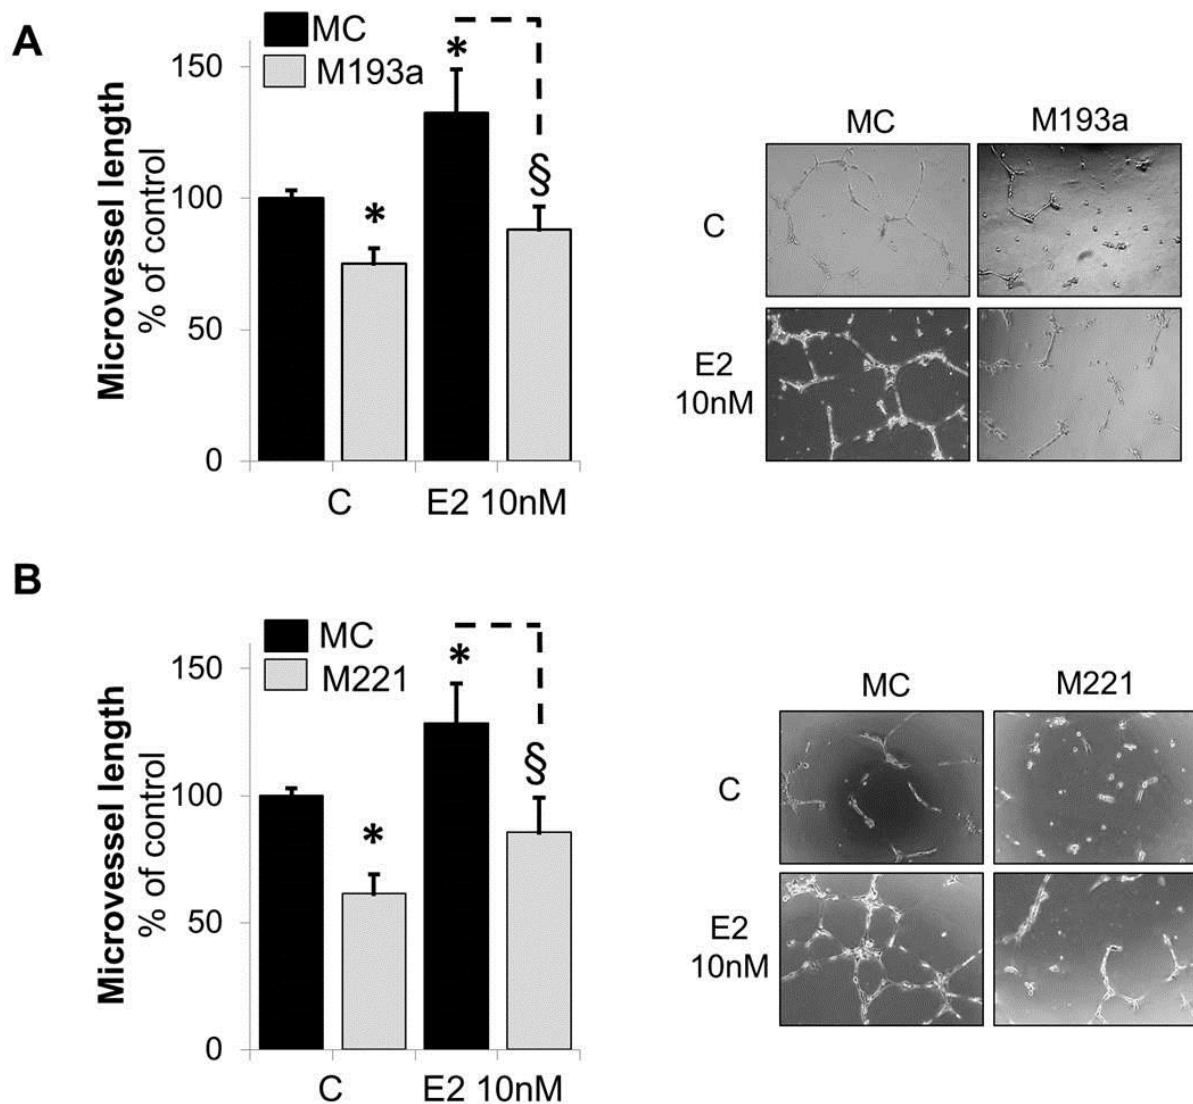 A
MC
M193a
Microvessel length
% of control
150
100
50
0
*
*
§
C
E2 10nM
MC
M193a
C
E2
10nM
B
MC
M221
Microvessel length
% of control
150
100
50
0
*
*
§
C
E2 10nM
MC
M221
C
E2
10nM